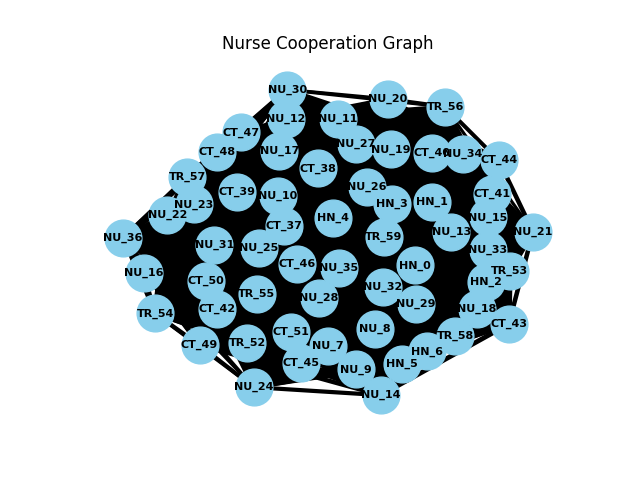 Nurse Cooperation Graph
NU_30
NU_20
TR_56
NU_12
NU_11
CT_47
NU_27
NU_19
CT_48
NU_17
CT_40
NU_34
CT_44
CT_38
TR_57
NU_26
CT_39
NU_10
CT_41
NU_23
HN_3
HN_1
NU_22
HN_4
NU_15
CT_37
NU_13
NU_21
NU_36
TR_59
NU_31
NU_25
NU_33
CT_46
NU_35
HN_0
NU_16
TR_53
CT_50
HN_2
NU_32
TR_55
NU_28
NU_29
CT_42
NU_18
TR_54
CT_43
NU_8
CT_51
TR_58
CT_49
TR_52
NU_7
HN_6
CT_45
HN_5
NU_9
NU_24
NU_14